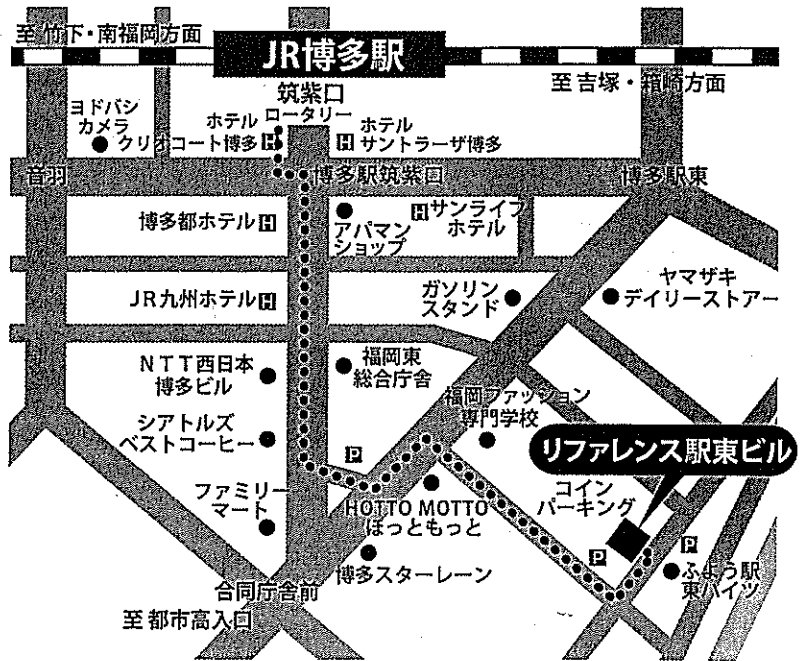 至 竹下・南福岡方面
JR博多駅
至 吉塚・箱崎方面
筑紫口
ロータリー
ヨドバシ
カメラ
ホテル
クリオコート博多 H
H ホテル
サントラーザ博多
音羽
博多駅筑紫口
博多駅東
博多都ホテル H
アパマン
ショップ
H サンライフ
ホテル
JR九州ホテル H
ガソリン
スタンド
ヤマザキ
デイリーストアー
NTT西日本
博多ビル
福岡東
総合庁舎
福岡ファッション
専門学校
シアトルズ
ベストコーヒー
P
リファレンス駅東ビル
ファミリー
マート
HOTTO MOTTO
ほっともっと
コイン
パーキング
P
P
博多スターレーン
ふよう駅
東ハイツ
合同庁舎前
至 都市高入口